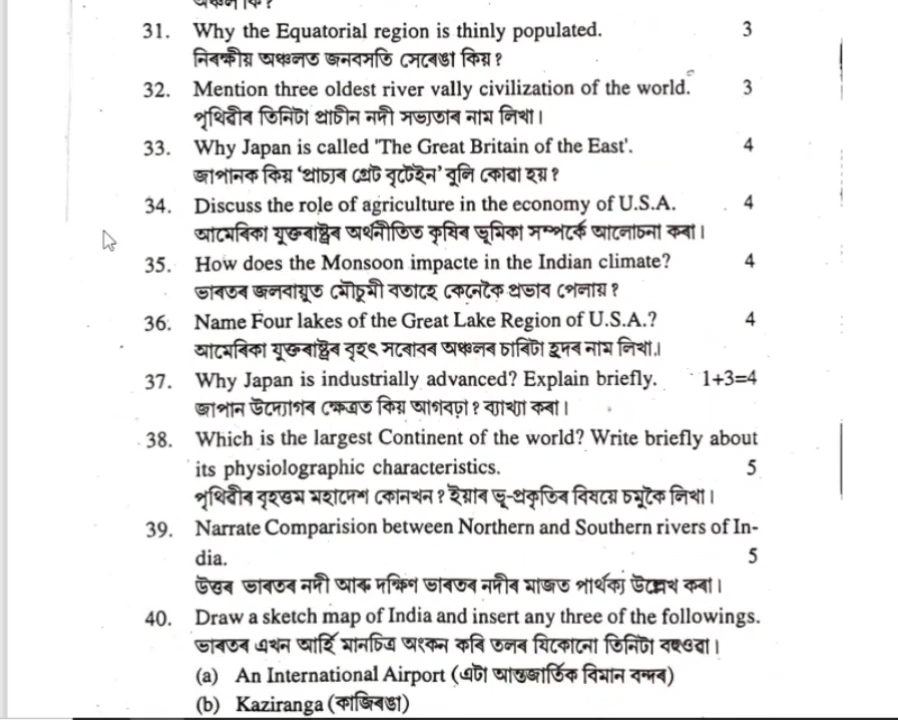 31. Why the Equatorial region is thinly populated. 3
নিৰক্ষীয় অঞ্চলত জনবসতি সেৰেঙা কিয় ?
32. Mention three oldest river vally civilization of the world. 3
পৃথিৱীৰ তিনিটা প্ৰাচীন নদী সভ্যতাৰ নাম লিখা ।
33. Why Japan is called 'The Great Britain of the East'. 4
জাপানক কিয় ‘প্ৰাচ্যৰ গ্ৰেট বৃটেইন’ বুলি কোৱা হয় ?
34. Discuss the role of agriculture in the economy of U.S.A. 4
আমেৰিকা যুক্তৰাষ্ট্ৰৰ অৰ্থনীতিত কৃষিৰ ভূমিকা সম্পৰ্কে আলোচনা কৰা ।
35. How does the Monsoon impacte in the Indian climate? 4
ভাৰতৰ জলবায়ুত মৌচুমী বতাহে কেনেকৈ প্ৰভাৱ পেলায় ?
36. Name Four lakes of the Great Lake Region of U.S.A.? 4
আমেৰিকা যুক্তৰাষ্ট্ৰৰ বৃহৎ সৰোবৰ অঞ্চলৰ চাৰিটা হ্ৰদৰ নাম লিখা ।
37. Why Japan is industrially advanced? Explain briefly. 1+3=4
জাপান উদ্যোগৰ ক্ষেত্ৰত কিয় আগবঢ়া ? ব্যাখ্যা কৰা ।
38. Which is the largest Continent of the world? Write briefly about
its physiolographic characteristics. 5
পৃথিৱীৰ বৃহত্তম মহাদেশ কোনখন ? ইয়াৰ ভূ-প্ৰকৃতিৰ বিষয়ে চমুকৈ লিখা ।
39. Narrate Comparision between Northern and Southern rivers of In-
dia. 5
উত্তৰ ভাৰতৰ নদী আৰু দক্ষিণ ভাৰতৰ নদীৰ মাজত পাৰ্থক্য উল্লেখ কৰা ।
40. Draw a sketch map of India and insert any three of the followings.
ভাৰতৰ এখন আৰ্হি মানচিত্ৰ অংকন কৰি তলৰ যিকোনো তিনিটা বহুওৱা ।
(a) An International Airport (এটা আন্তৰ্জাৰ্তিক বিমান বন্দৰ)
(b) Kaziranga (কাজিৰঙা)